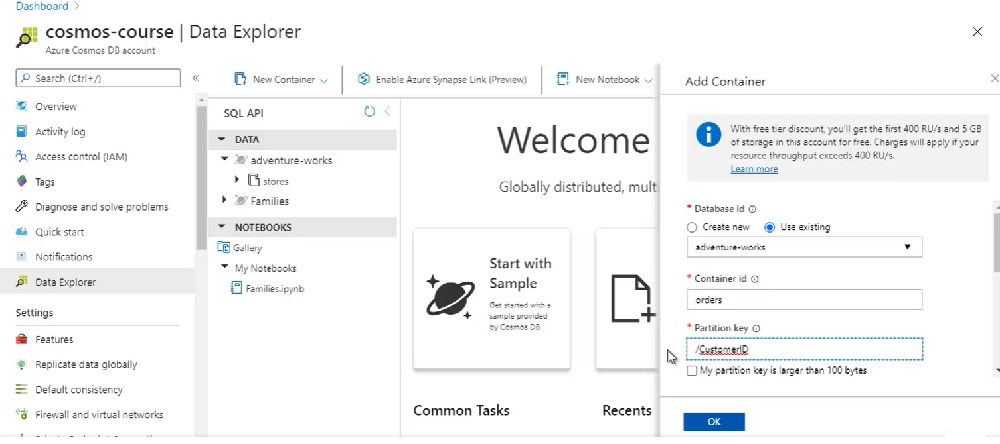 Dashboard >
cosmos-course | Data Explorer
Azure Cosmos DB account
Search (Ctrl+/)
«
Overview
Activity log
Access control (IAM)
Tags
Diagnose and solve problems
Quick start
Notifications
Data Explorer
Settings
Features
Replicate data globally
Default consistency
Firewall and virtual networks
New Container
Enable Azure Synapse Link (Preview)
New Notebook
SQL API
DATA
adventure-works
stores
Families
NOTEBOOKS
Gallery
My Notebooks
Families.ipynb
Welcome
Globally distributed, multi
Start with
Sample
Get started with a
sample provided
by Cosmos DB
Common Tasks
Recents
Add Container
With free tier discount, you'll get the first 400 RU/s and 5 GB
of storage in this account for free. Charges will apply if your
resource throughput exceeds 400 RU/s.
Learn more
* Database id
Create new
Use existing
adventure-works
* Container id
orders
* Partition key
/CustomerID
My partition key is larger than 100 bytes
OK